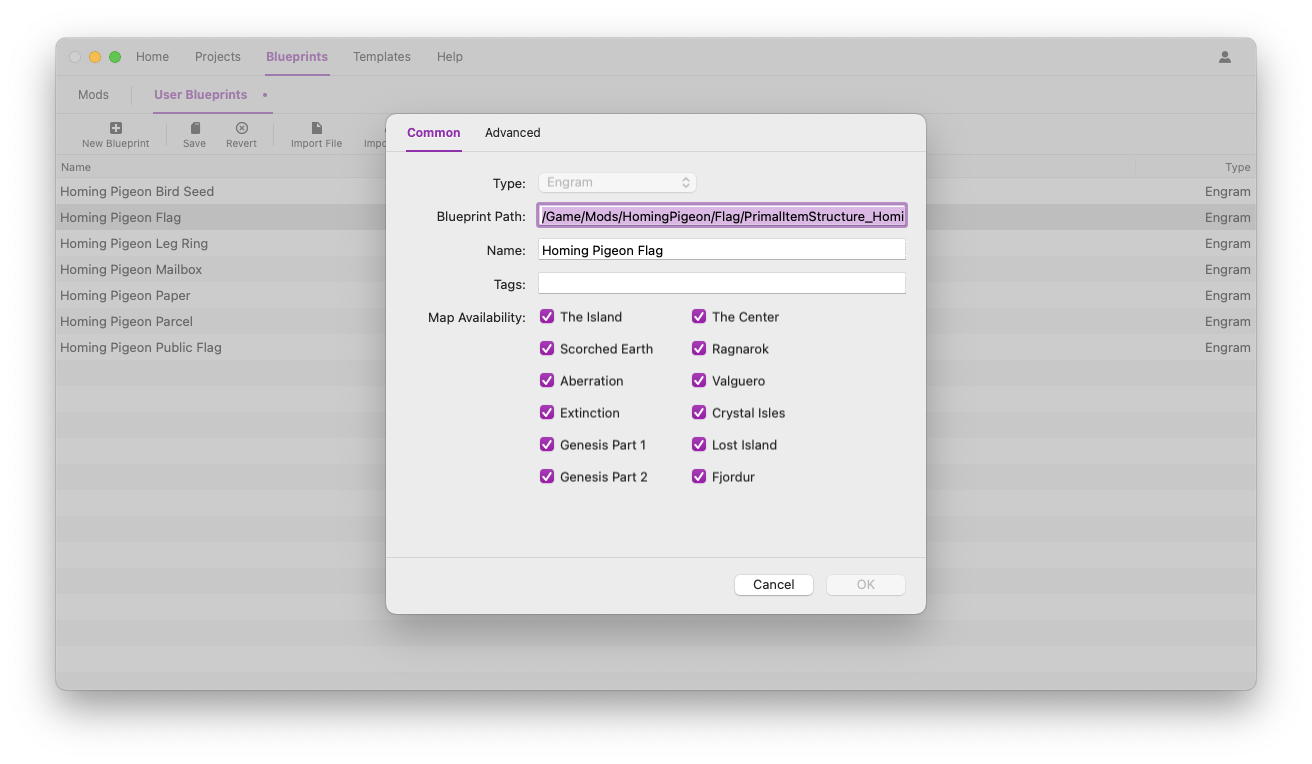 Home Projects Blueprints Templates Help
Mods User Blueprints •
New Blueprint Save Revert Import File
Name Type
Homing Pigeon Bird Seed Engram
Homing Pigeon Flag Engram
Homing Pigeon Leg Ring Engram
Homing Pigeon Mailbox Engram
Homing Pigeon Paper Engram
Homing Pigeon Parcel Engram
Homing Pigeon Public Flag Engram
Common Advanced
Type: Engram
Blueprint Path: /Game/Mods/HomingPigeon/Flag/PrimalItemStructure_Homi
Name: Homing Pigeon Flag
Tags:
Map Availability: The Island The Center
Scorched Earth Ragnarok
Aberration Valguero
Extinction Crystal Isles
Genesis Part 1 Lost Island
Genesis Part 2 Fjordur
Cancel OK